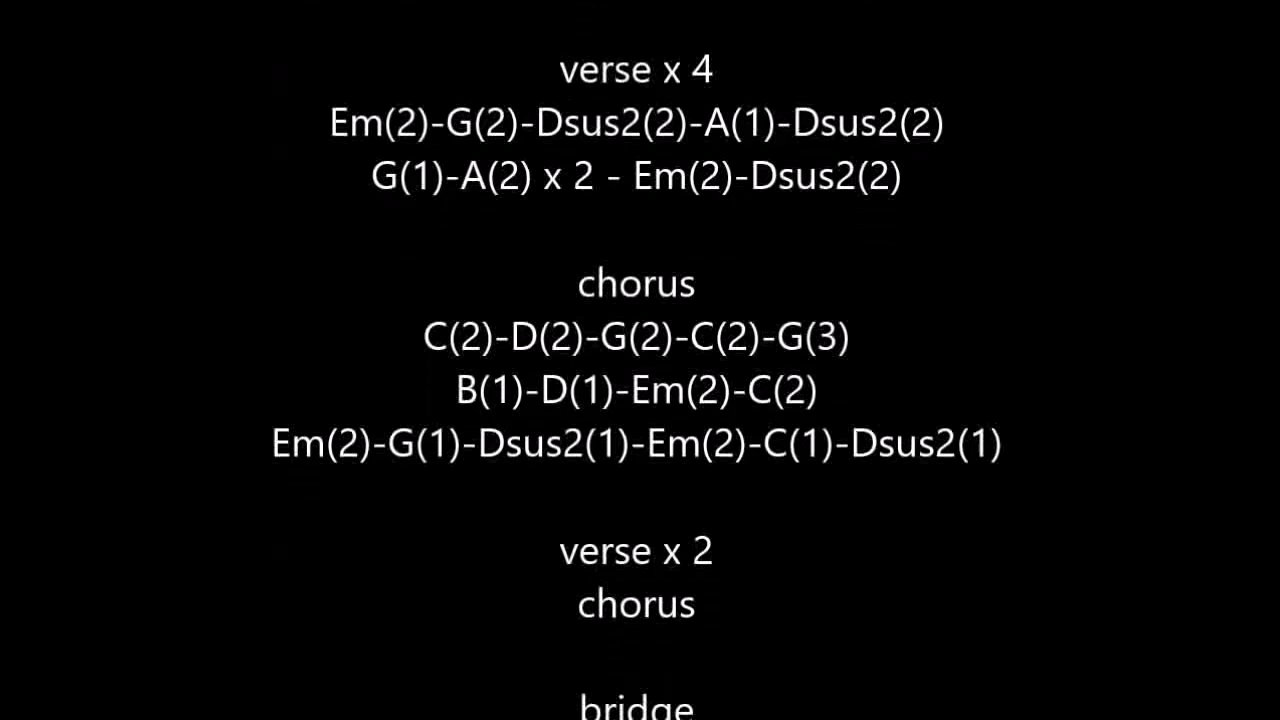 verse x 4
Em(2)-G(2)-Dsus2(2)-A(1)-Dsus2(2)
G(1)-A(2) x 2 - Em(2)-Dsus2(2)
chorus
C(2)-D(2)-G(2)-C(2)-G(3)
B(1)-D(1)-Em(2)-C(2)
Em(2)-G(1)-Dsus2(1)-Em(2)-C(1)-Dsus2(1)
verse x 2
chorus
bridge